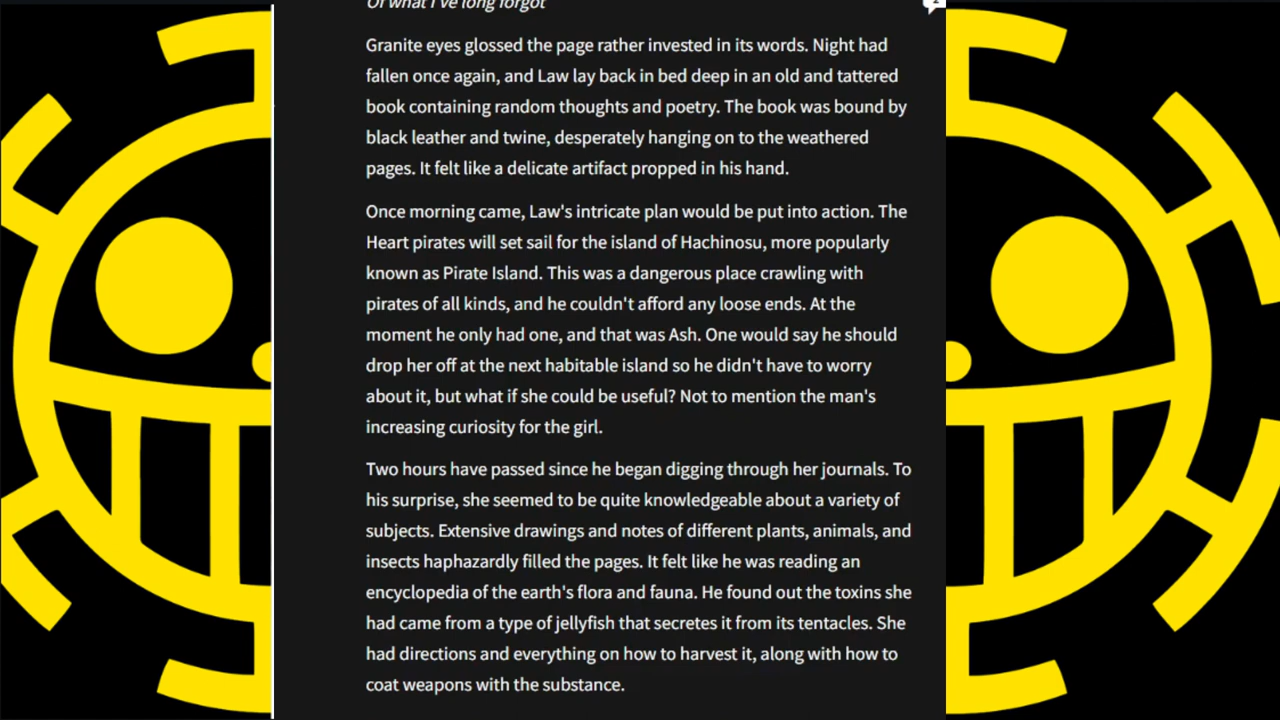 Of what I've long forgot
Granite eyes glossed the page rather invested in its words. Night had
fallen once again, and Law lay back in bed deep in an old and tattered
book containing random thoughts and poetry. The book was bound by
black leather and twine, desperately hanging on to the weathered
pages. It felt like a delicate artifact propped in his hand.
Once morning came, Law's intricate plan would be put into action. The
Heart pirates will set sail for the island of Hachinosu, more popularly
known as Pirate Island. This was a dangerous place crawling with
pirates of all kinds, and he couldn't afford any loose ends. At the
moment he only had one, and that was Ash. One would say he should
drop her off at the next habitable island so he didn't have to worry
about it, but what if she could be useful? Not to mention the man's
increasing curiosity for the girl.
Two hours have passed since he began digging through her journals. To
his surprise, she seemed to be quite knowledgeable about a variety of
subjects. Extensive drawings and notes of different plants, animals, and
insects haphazardly filled the pages. It felt like he was reading an
encyclopedia of the earth's flora and fauna. He found out the toxins she
had came from a type of jellyfish that secretes it from its tentacles. She
had directions and everything on how to harvest it, along with how to
coat weapons with the substance.